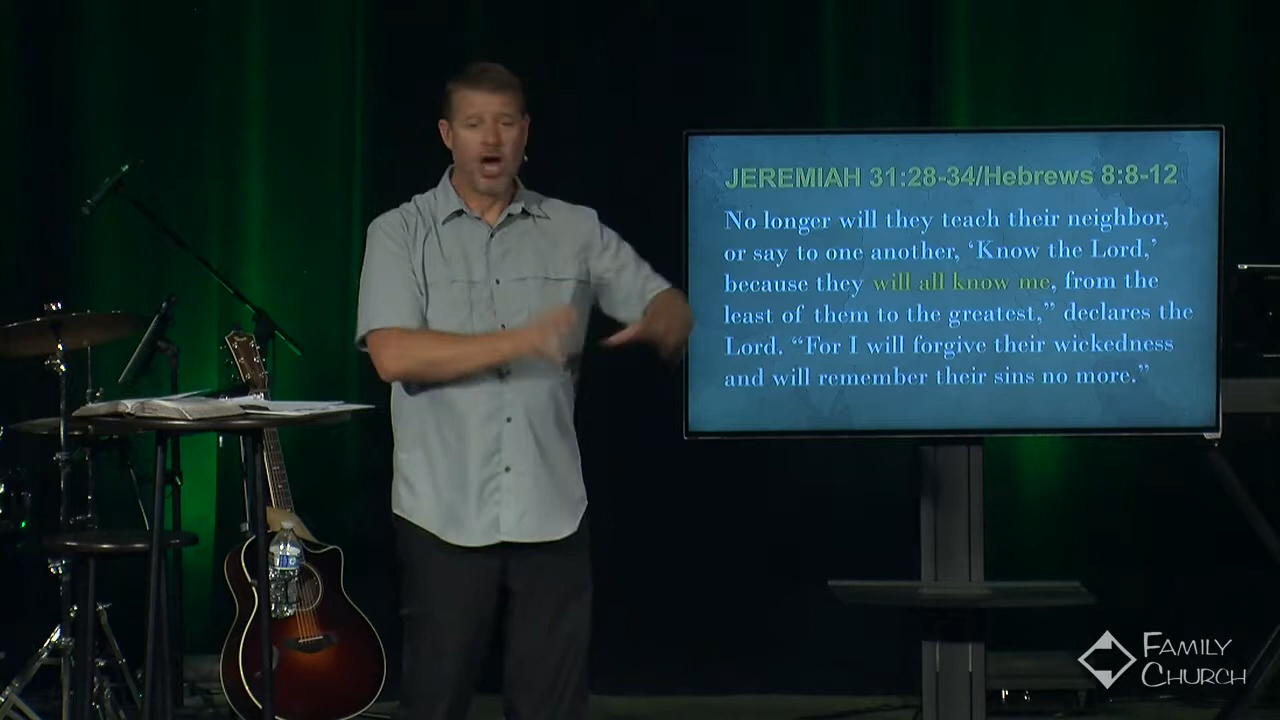 JEREMIAH 31:28-34/Hebrews 8:8-12
No longer will they teach their neighbor,
or say to one another, ‘Know the Lord,’
because they will all know me, from the
least of them to the greatest,” declares the
Lord. “For I will forgive their wickedness
and will remember their sins no more.”
FAMILY
CHURCH